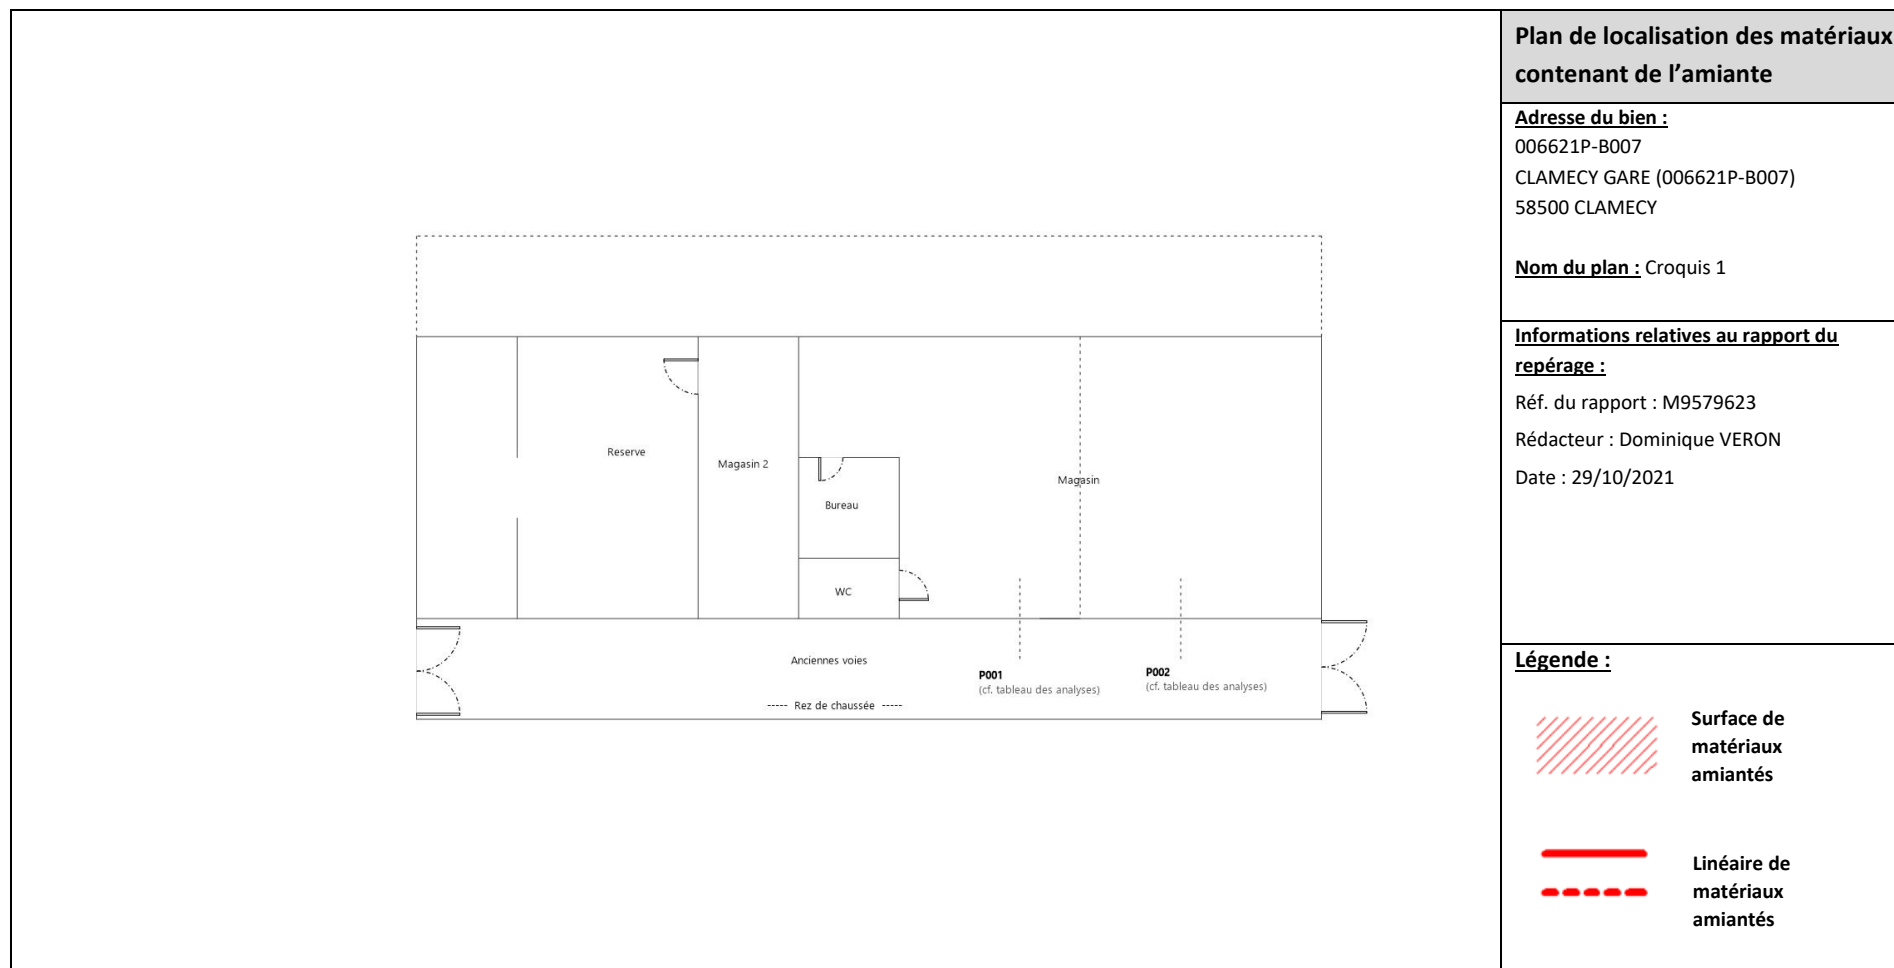 Plan de localisation des matériaux
contenant de l’amiante
Adresse du bien :
006621P-B007
CLAMECY GARE (006621P-B007)
58500 CLAMECY
Nom du plan : Croquis 1
Informations relatives au rapport du
repérage :
Réf. du rapport : M9579623
Rédacteur : Dominique VERON
Date : 29/10/2021
Légende :
Surface de
matériaux
amiantés
Linéaire de
matériaux
amiantés
Reserve
Magasin 2
Bureau
WC
Magasin
Anciennes voies
P001
(cf. tableau des analyses)
P002
(cf. tableau des analyses)
----- Rez de chaussée -----